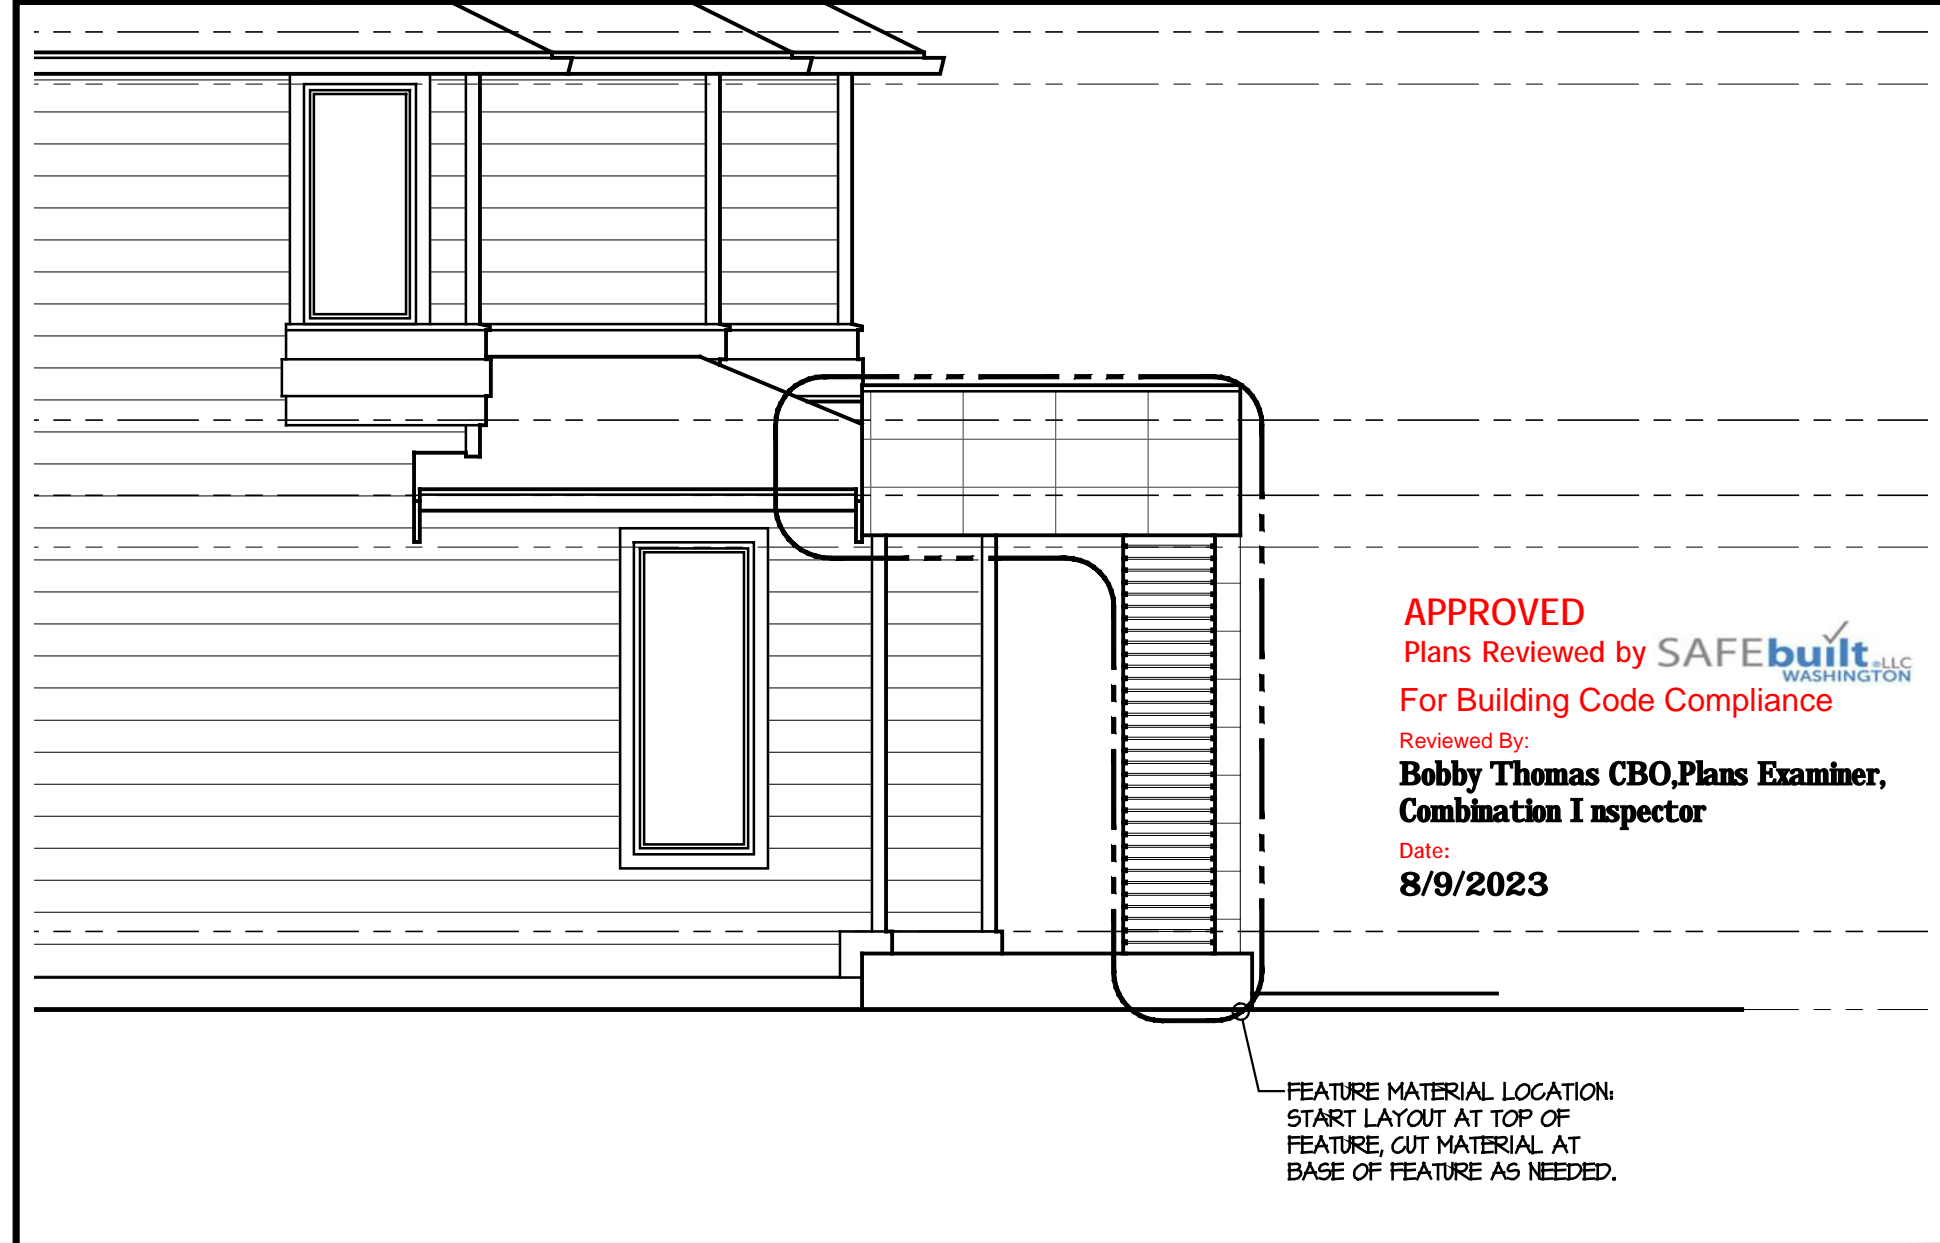 APPROVED
Plans Reviewed by SAFEbuilt LLC
WASHINGTON
For Building Code Compliance
Reviewed By:
Bobby Thomas CBO,Plans Examiner,
Combination I nspector
Date:
8/9/2023
FEATURE MATERIAL LOCATION:
START LAYOUT AT TOP OF
FEATURE, CUT MATERIAL AT
BASE OF FEATURE AS NEEDED.